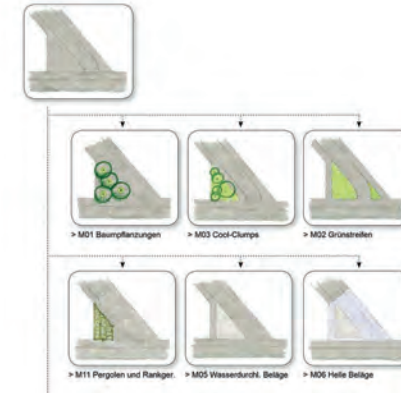 > M01 Baumpflanzungen
> M03 Cool-Clumps
> M02 Grünstreifen
> M11 Pergolen und Rankger.
> M05 Wasserdurchl. Beläge
> M06 Helle Beläge